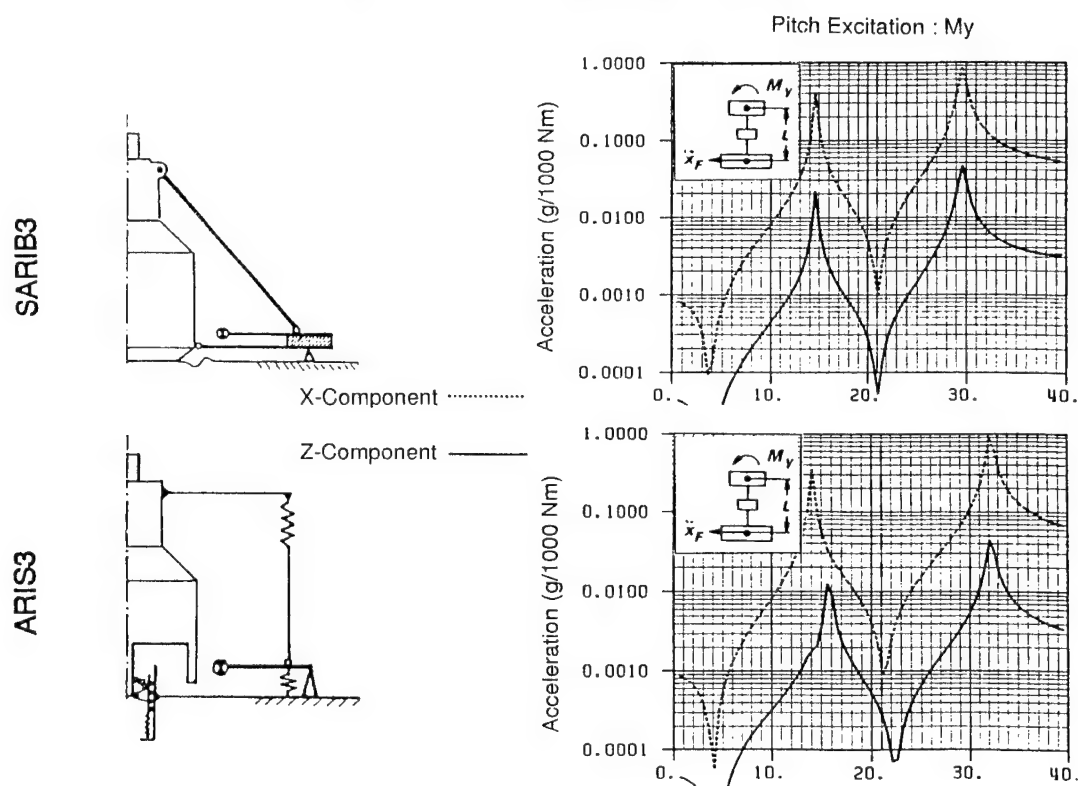 Pitch Excitation : My
SARIB3
Acceleration (g/1000 Nm)
1.0000
0.1000
0.0100
0.0010
0.0001
0. 10. 20. 30. 40.
My
L
ẍF
X-Component
Z-Component
ARIS3
Acceleration (g/1000 Nm)
1.0000
0.1000
0.0100
0.0010
0.0001
0. 10. 20. 30. 40.
My
L
ẍF